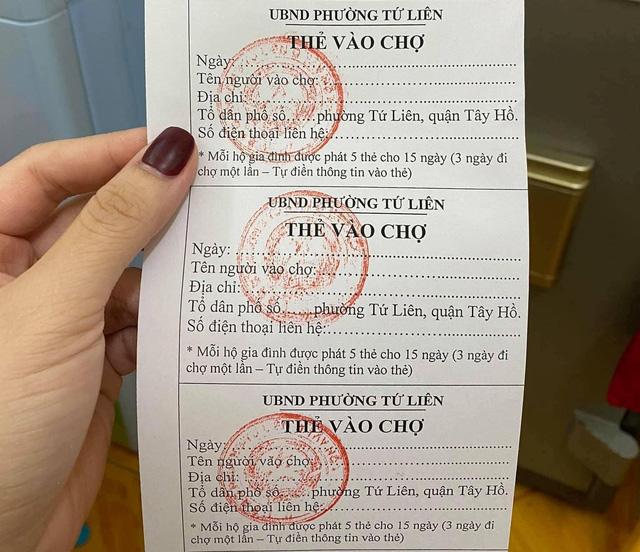 UBND PHƯỜNG TỨ LIÊN
THẺ VÀO CHỢ
Ngày:
Tên người vào chợ:
Địa chỉ:
Tổ dân phố số......phường Tứ Liên, quận Tây Hồ.
Số điện thoại liên hệ:
* Mỗi hộ gia đình được phát 5 thẻ cho 15 ngày (3 ngày đi
chợ một lần – Tự điền thông tin vào thẻ)
UBND PHƯỜNG TỨ LIÊN
THẺ VÀO CHỢ
Ngày:
Tên người vào chợ:
Địa chỉ:
Tổ dân phố số......phường Tứ Liên, quận Tây Hồ.
Số điện thoại liên hệ:
* Mỗi hộ gia đình được phát 5 thẻ cho 15 ngày (3 ngày đi
chợ một lần – Tự điền thông tin vào thẻ)
UBND PHƯỜNG TỨ LIÊN
THẺ VÀO CHỢ
Ngày:
Tên người vào chợ:
Địa chỉ:
Tổ dân phố số......phường Tứ Liên, quận Tây Hồ.
Số điện thoại liên hệ:
* Mỗi hộ gia đình được phát 5 thẻ cho 15 ngày (3 ngày đi
chợ một lần – Tự điền thông tin vào thẻ)